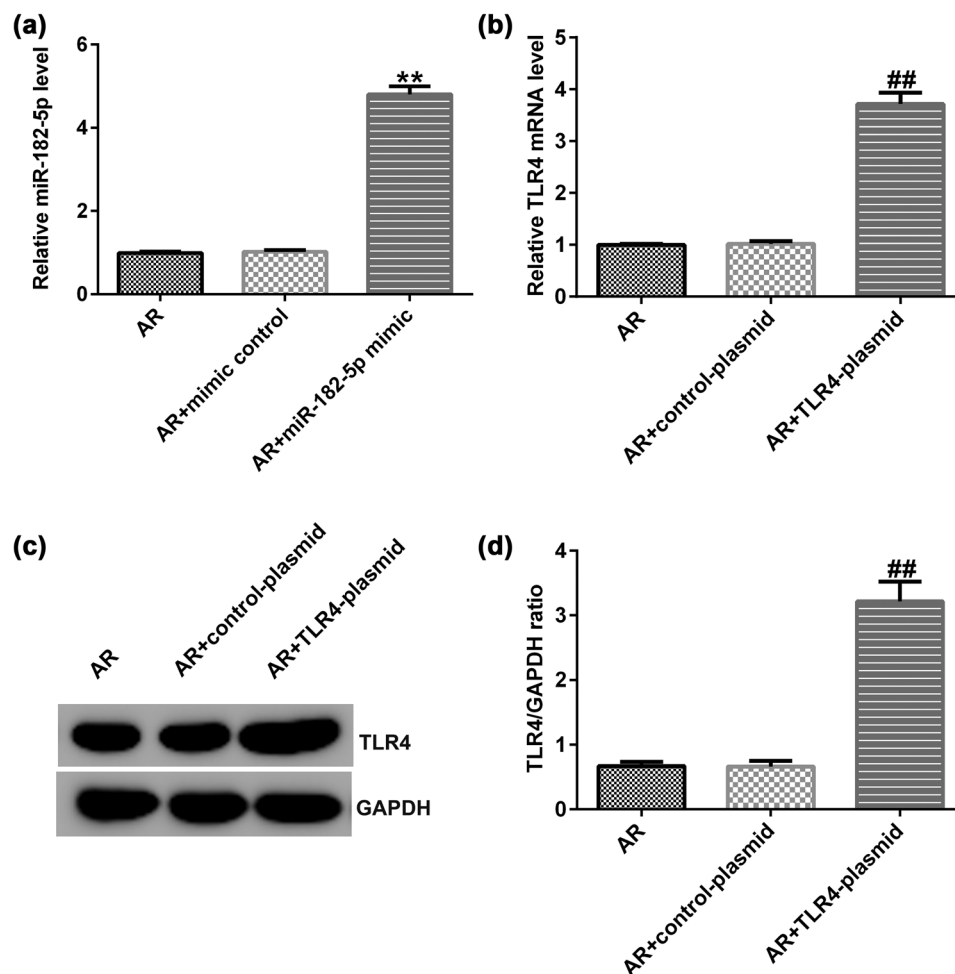 (a)
Relative miR-182-5p level
6
4
2
0
**
AR
AR+mimic control
AR+miR-182-5p mimic
(b)
Relative TLR4 mRNA level
5
4
3
2
1
0
##
AR
AR+control-plasmid
AR+TLR4-plasmid
(c)
AR
AR+control-plasmid
AR+TLR4-plasmid
TLR4
GAPDH
(d)
TLR4/GAPDH ratio
4
3
2
1
0
##
AR
AR+control-plasmid
AR+TLR4-plasmid